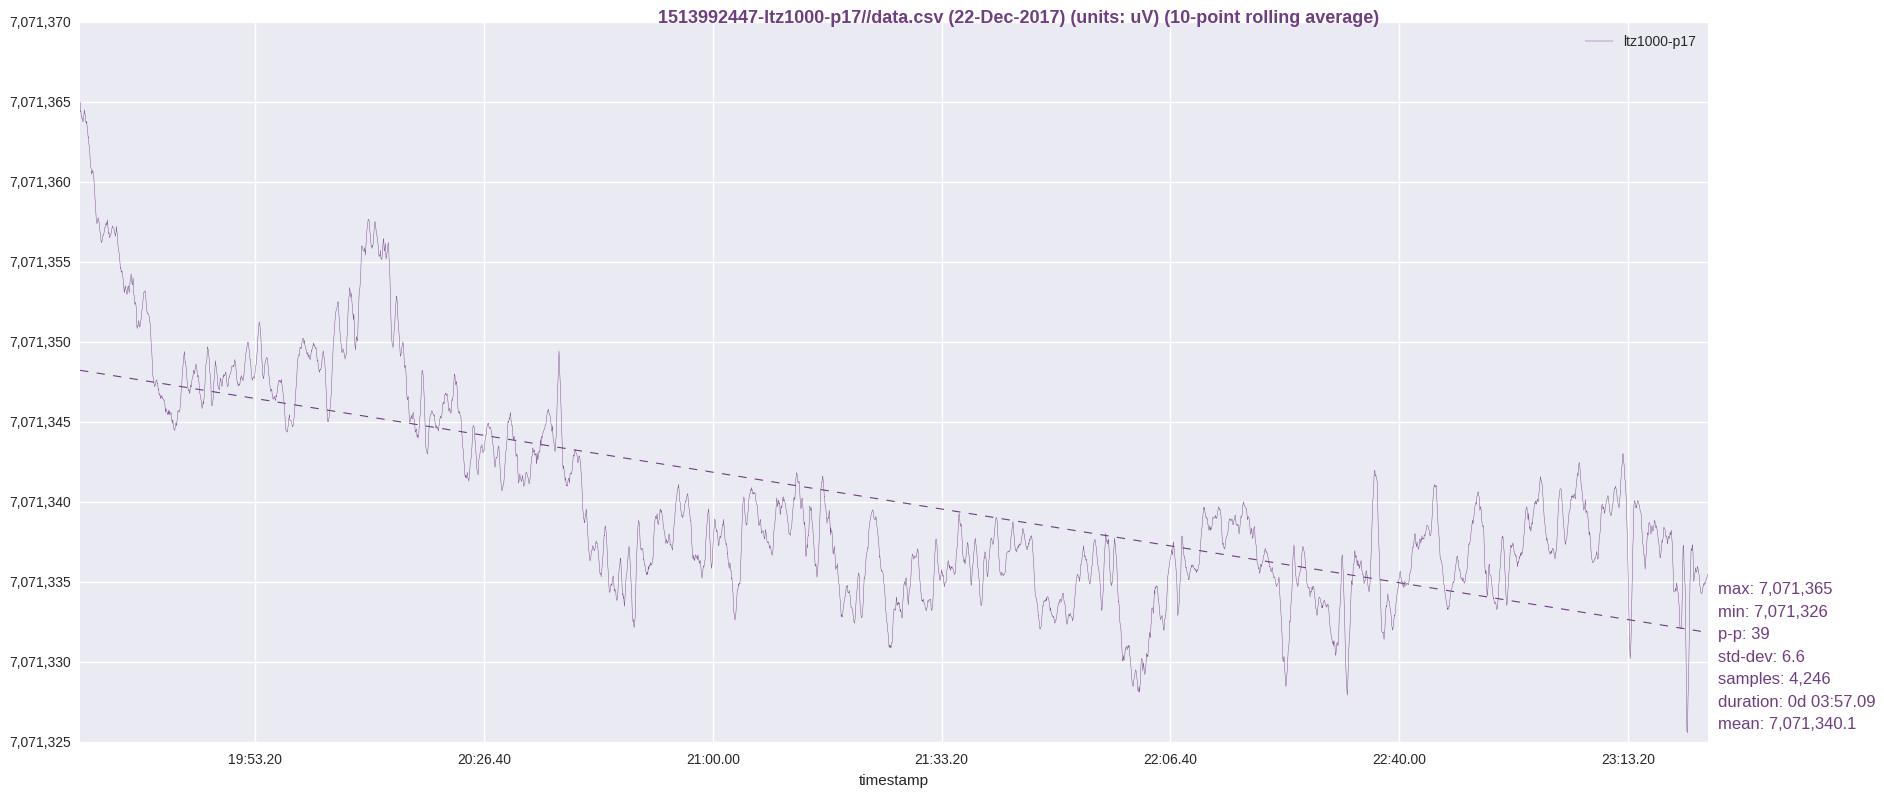 1513992447-ltz1000-p17//data.csv (22-Dec-2017) (units: uV) (10-point rolling average)
ltz1000-p17
7,071,370
7,071,365
7,071,360
7,071,355
7,071,350
7,071,345
7,071,340
7,071,335
7,071,330
7,071,325
max: 7,071,365
min: 7,071,326
p-p: 39
std-dev: 6.6
samples: 4,246
duration: 0d 03:57.09
mean: 7,071,340.1
19:53.20 20:26.40 21:00.00 21:33.20 22:06.40 22:40.00 23:13.20
timestamp